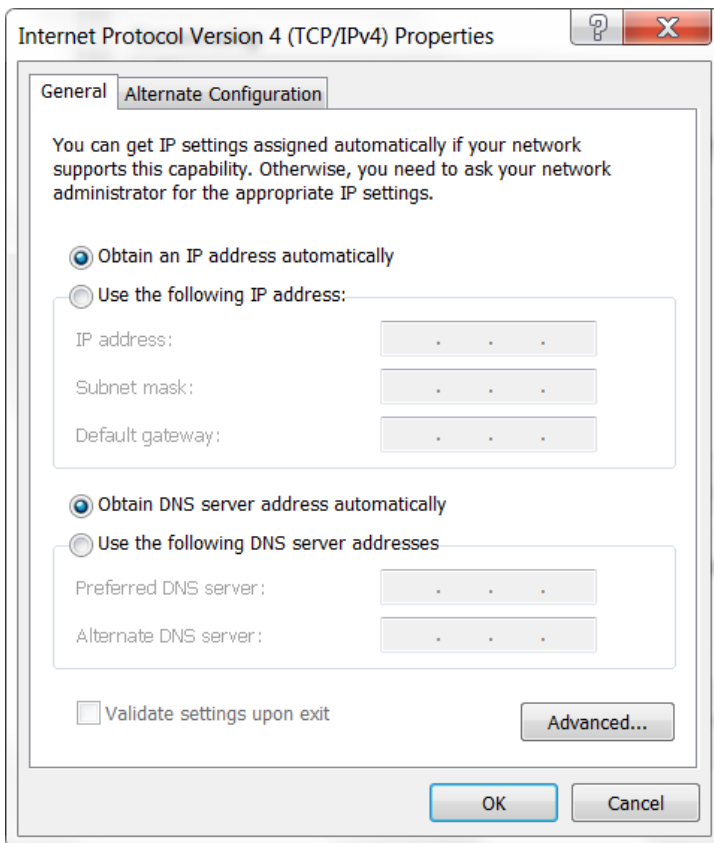 Internet Protocol Version 4 (TCP/IPv4) Properties
?
X
General
Alternate Configuration
You can get IP settings assigned automatically if your network
supports this capability. Otherwise, you need to ask your network
administrator for the appropriate IP settings.
Obtain an IP address automatically
Use the following IP address:
IP address: . . .
Subnet mask: . . .
Default gateway: . . .
Obtain DNS server address automatically
Use the following DNS server addresses
Preferred DNS server: . . .
Alternate DNS server: . . .
Validate settings upon exit
Advanced...
OK
Cancel